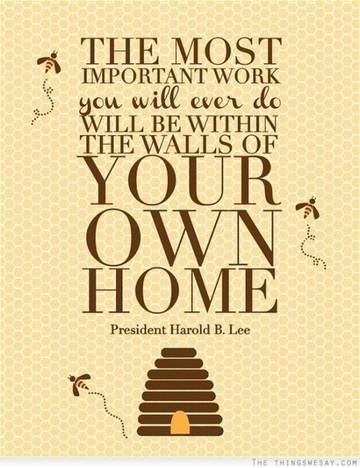 THE MOST
IMPORTANT WORK
you will ever do
WILL BE WITHIN
THE WALLS OF
YOUR
OWN
HOME
President Harold B. Lee
THE THINGSWESAY.COM